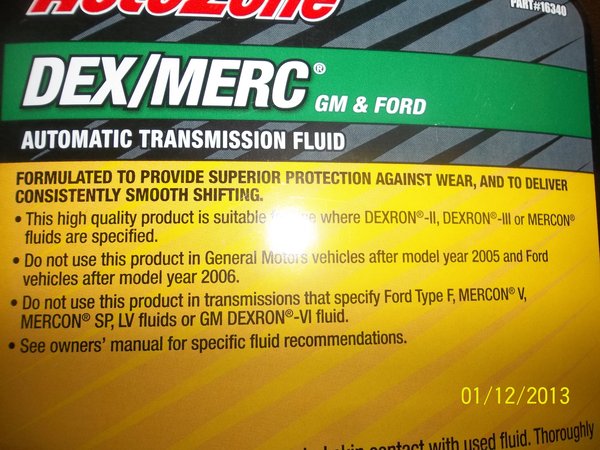 AutoZone
PART#16340
DEX/MERC® GM & FORD
AUTOMATIC TRANSMISSION FLUID
FORMULATED TO PROVIDE SUPERIOR PROTECTION AGAINST WEAR, AND TO DELIVER
CONSISTENTLY SMOOTH SHIFTING.
• This high quality product is suitable where DEXRON®-II, DEXRON®-III or MERCON®
fluids are specified.
• Do not use this product in General Motors vehicles after model year 2005 and Ford
vehicles after model year 2006.
• Do not use this product in transmissions that specify Ford Type F, MERCON® V,
MERCON® SP, LV fluids or GM DEXRON®-VI fluid.
• See owners' manual for specific fluid recommendations.
01/12/2013
skin contact with used fluid. Thoroughly